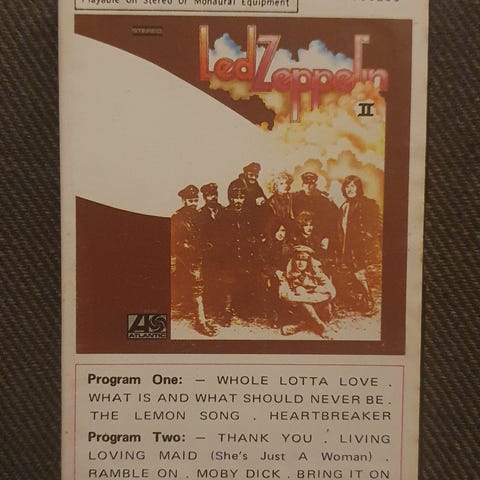 Playable On Stereo Or Monaural Equipment
STEREO
Led Zeppelin
II
ATLANTIC
Program One: – WHOLE LOTTA LOVE .
WHAT IS AND WHAT SHOULD NEVER BE .
THE LEMON SONG . HEARTBREAKER
Program Two: – THANK YOU . LIVING
LOVING MAID (She's Just A Woman) .
RAMBLE ON . MOBY DICK . BRING IT ON